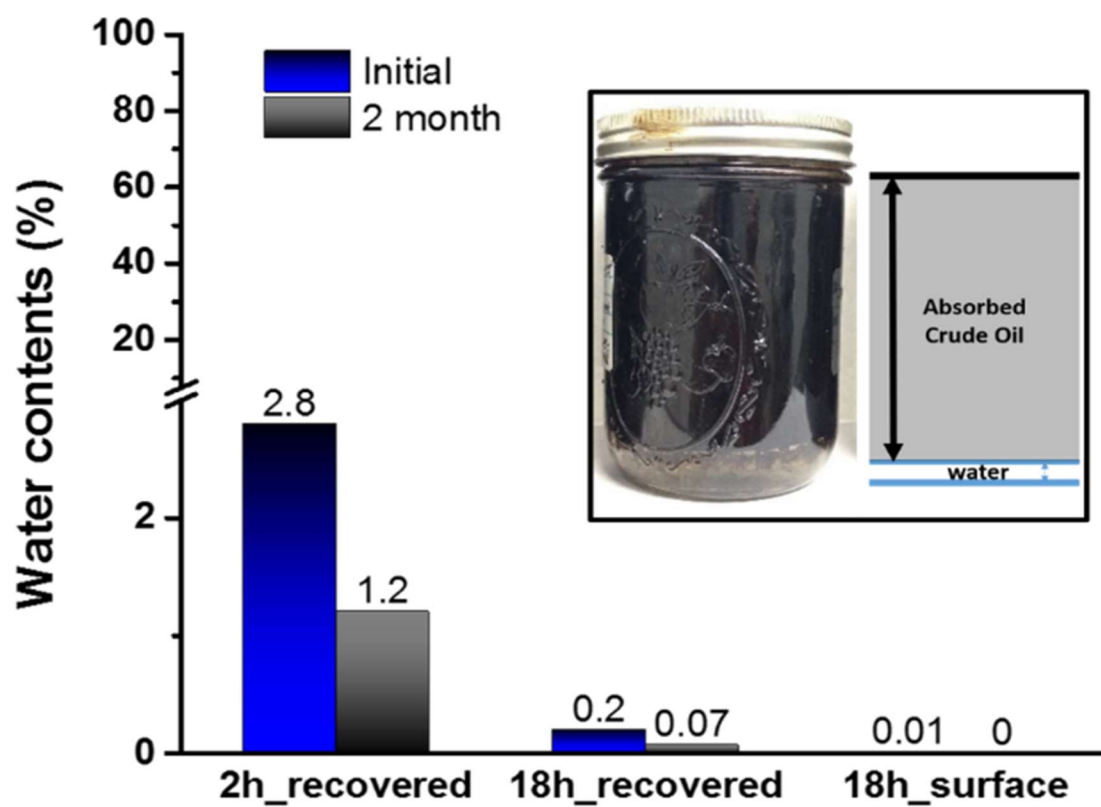 100
80
60
40
20
2
0
Water contents (%)
Initial
2 month
2.8
1.2
0.2
0.07
0.01
0
2h_recovered
18h_recovered
18h_surface
Absorbed
Crude Oil
water